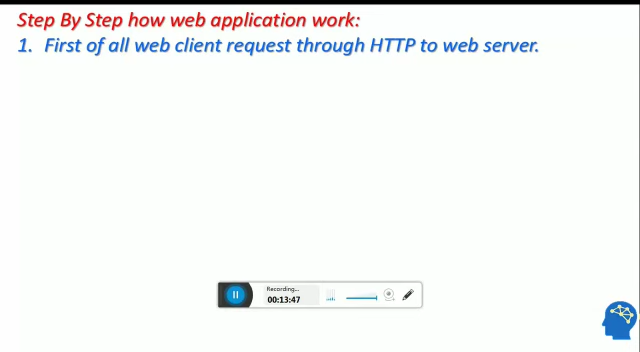 Step By Step how web application work:
1. First of all web client request through HTTP to web server.
Recording...
00:13:47